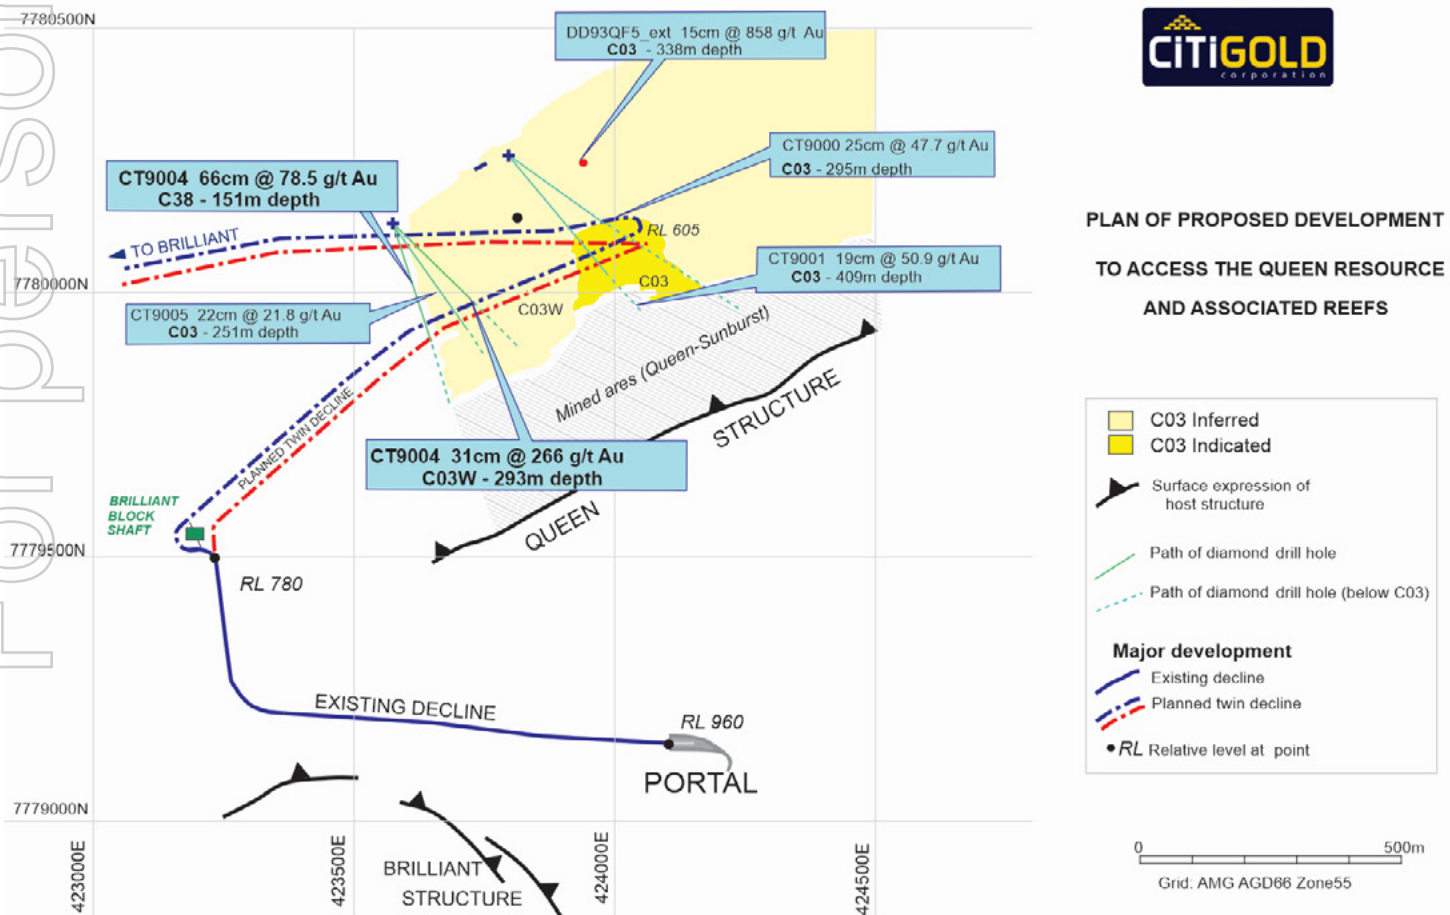 For personal
7780500N
7780000N
7779500N
7779000N
423000E
423500E
424000E
424500E
DD93QF5_ext 15cm @ 858 g/t Au
C03 - 338m depth
CT9000 25cm @ 47.7 g/t Au
C03 - 295m depth
CT9004 66cm @ 78.5 g/t Au
C38 - 151m depth
TO BRILLIANT
RL 605
CT9001 19cm @ 50.9 g/t Au
C03 - 409m depth
C03
C03W
CT9005 22cm @ 21.8 g/t Au
C03 - 251m depth
Mined ares (Queen-Sunburst)
PLANNED TWIN DECLINE
CT9004 31cm @ 266 g/t Au
C03W - 293m depth
QUEEN
STRUCTURE
BRILLIANT
BLOCK
SHAFT
RL 780
EXISTING DECLINE
RL 960
PORTAL
BRILLIANT
STRUCTURE
CITIGOLD
corporation
PLAN OF PROPOSED DEVELOPMENT
TO ACCESS THE QUEEN RESOURCE
AND ASSOCIATED REEFS
C03 Inferred
C03 Indicated
Surface expression of
host structure
Path of diamond drill hole
Path of diamond drill hole (below C03)
Major development
Existing decline
Planned twin decline
RL Relative level at point
0 500m
Grid: AMG AGD66 Zone55